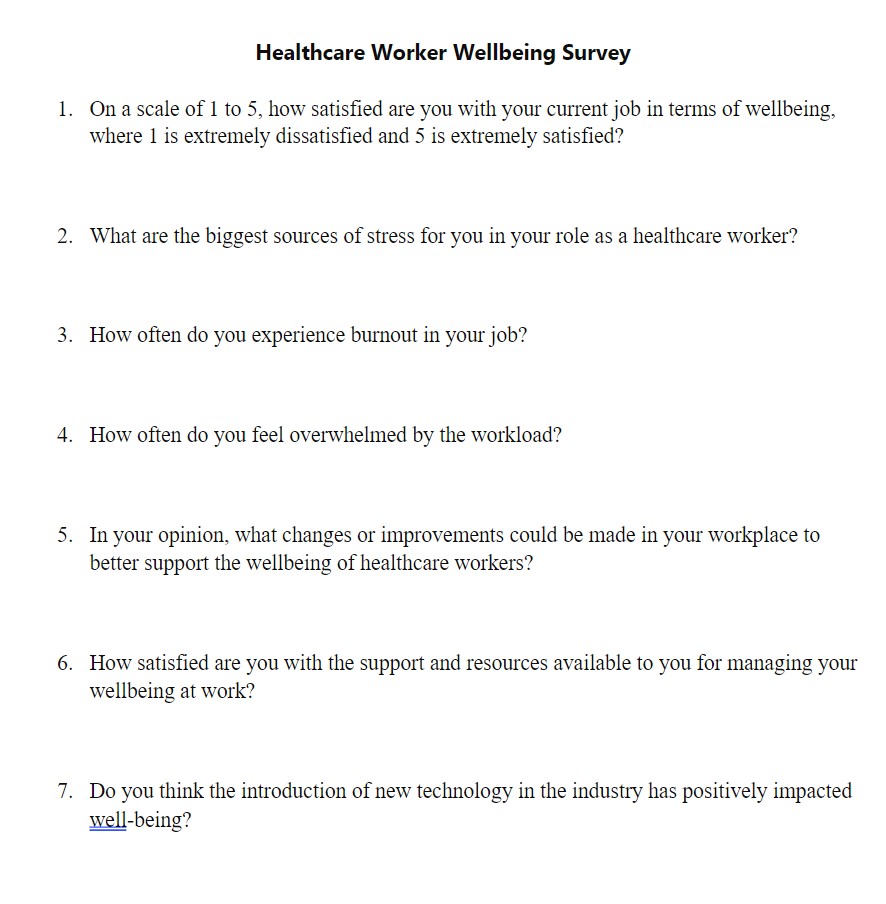 Healthcare Worker Wellbeing Survey
1. On a scale of 1 to 5, how satisfied are you with your current job in terms of wellbeing,
where 1 is extremely dissatisfied and 5 is extremely satisfied?
2. What are the biggest sources of stress for you in your role as a healthcare worker?
3. How often do you experience burnout in your job?
4. How often do you feel overwhelmed by the workload?
5. In your opinion, what changes or improvements could be made in your workplace to
better support the wellbeing of healthcare workers?
6. How satisfied are you with the support and resources available to you for managing your
wellbeing at work?
7. Do you think the introduction of new technology in the industry has positively impacted
well-being?